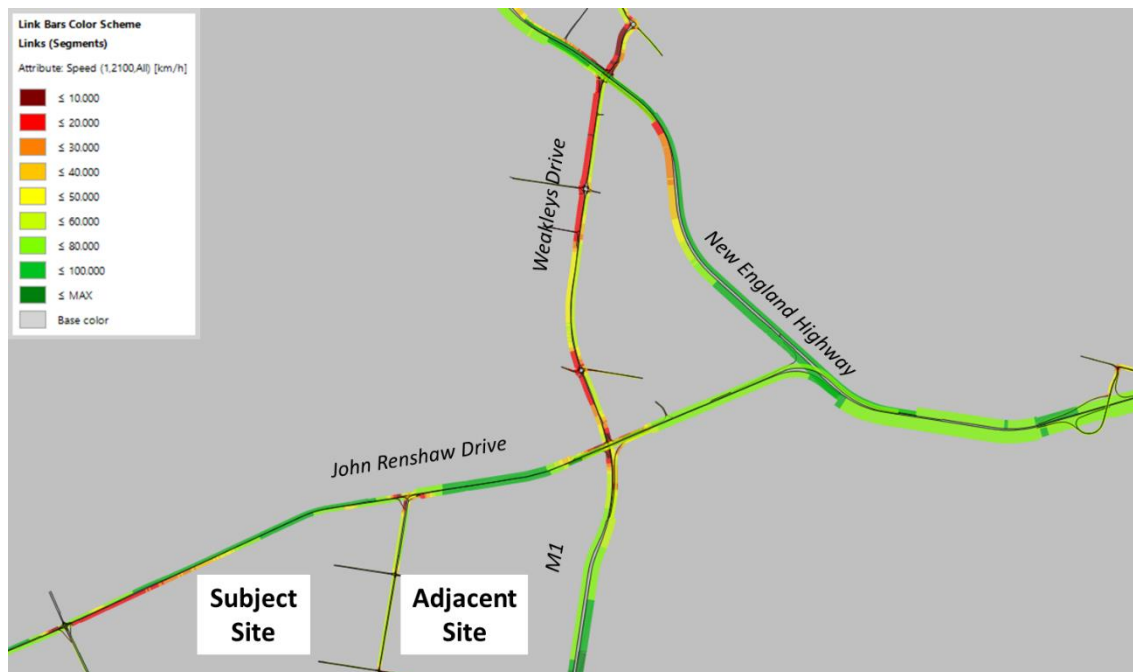 Link Bars Color Scheme
Links (Segments)
Attribute: Speed (1,2100,All) [km/h]
≤ 10.000
≤ 20.000
≤ 30.000
≤ 40.000
≤ 50.000
≤ 60.000
≤ 80.000
≤ 100.000
≤ MAX
Base color
Weakleys Drive
New England Highway
John Renshaw Drive
M1
Subject
Site
Adjacent
Site